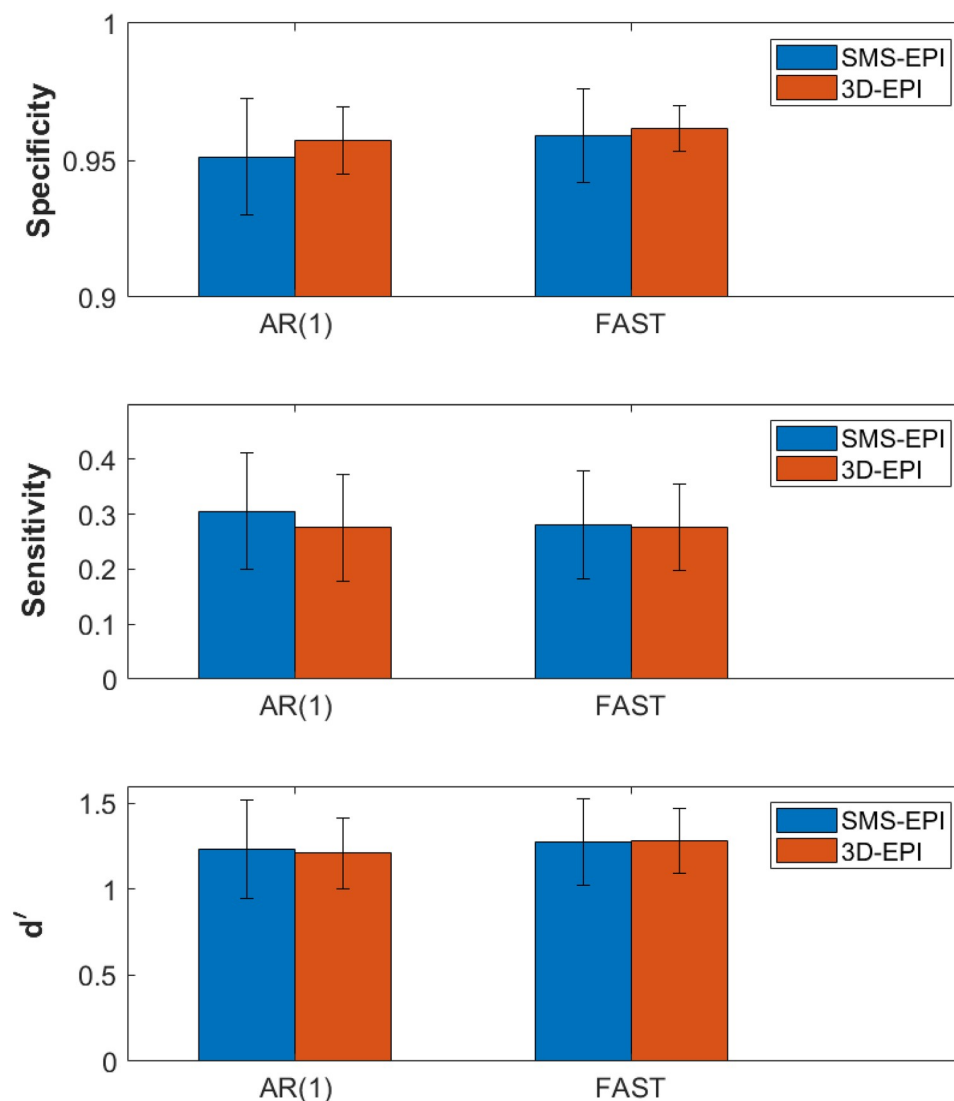 Specificity
1
0.95
0.9
AR(1)
FAST
SMS-EPI
3D-EPI
Sensitivity
0.4
0.3
0.2
0.1
0
AR(1)
FAST
SMS-EPI
3D-EPI
d′
1.5
1
0.5
0
AR(1)
FAST
SMS-EPI
3D-EPI